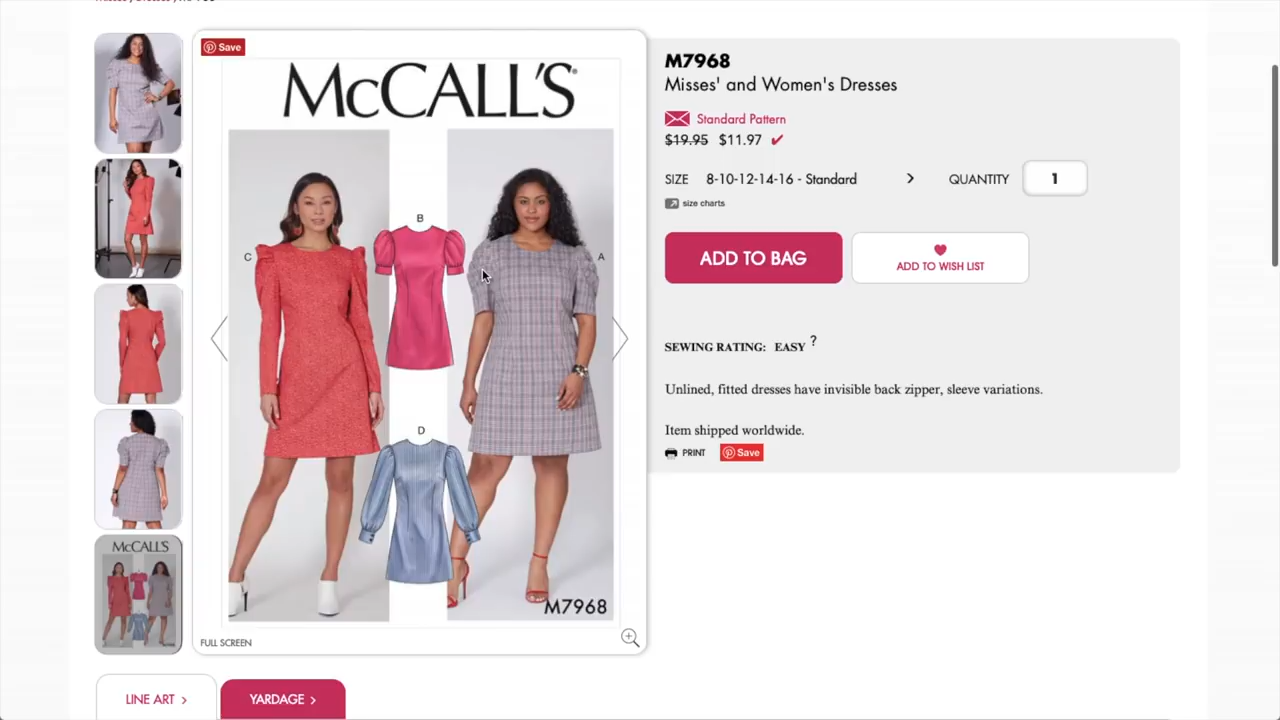 Save
McCALL'S
M7968
Misses' and Women's Dresses
Standard Pattern
$19.95 $11.97 ✓
SIZE 8-10-12-14-16 - Standard > QUANTITY 1
size charts
ADD TO BAG
ADD TO WISH LIST
SEWING RATING: EASY ?
Unlined, fitted dresses have invisible back zipper, sleeve variations.
Item shipped worldwide.
PRINT Save
B
C
A
D
M7968
FULL SCREEN
McCALL'S
LINE ART >
YARDAGE >